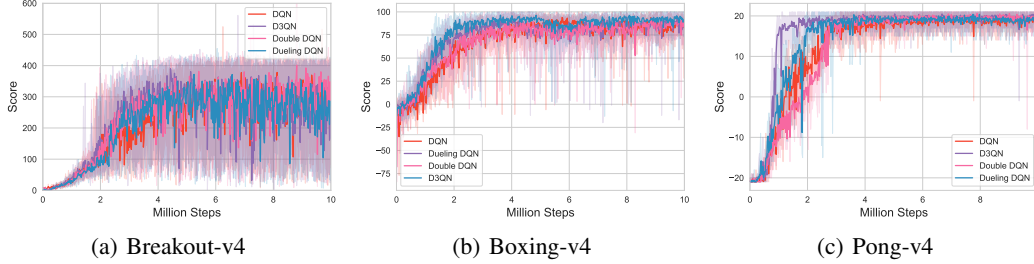 600
500
400
300
200
100
0
Score
0 2 4 6 8 10
Million Steps
DQN
D3QN
Double DQN
Dueling DQN
(a) Breakout-v4
100
75
50
25
0
−25
−50
−75
Score
0 2 4 6 8 10
Million Steps
DQN
Dueling DQN
Double DQN
D3QN
(b) Boxing-v4
20
10
0
−10
−20
Score
0 2 4 6 8
Million Steps
DQN
D3QN
Double DQN
Dueling DQN
(c) Pong-v4